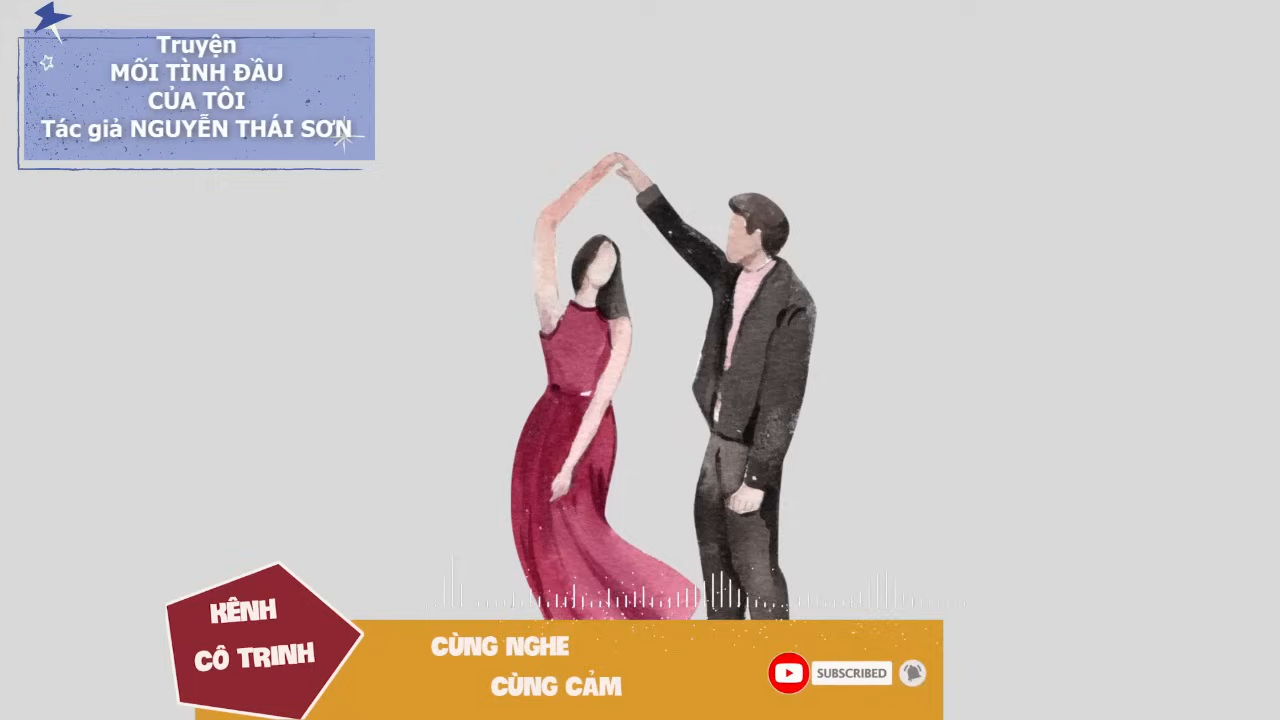 Truyện
MỐI TÌNH ĐẦU
CỦA TÔI
Tác giả NGUYỄN THÁI SƠN
KÊNH
CÔ TRINH
CÙNG NGHE
CÙNG CẢM
SUBSCRIBED